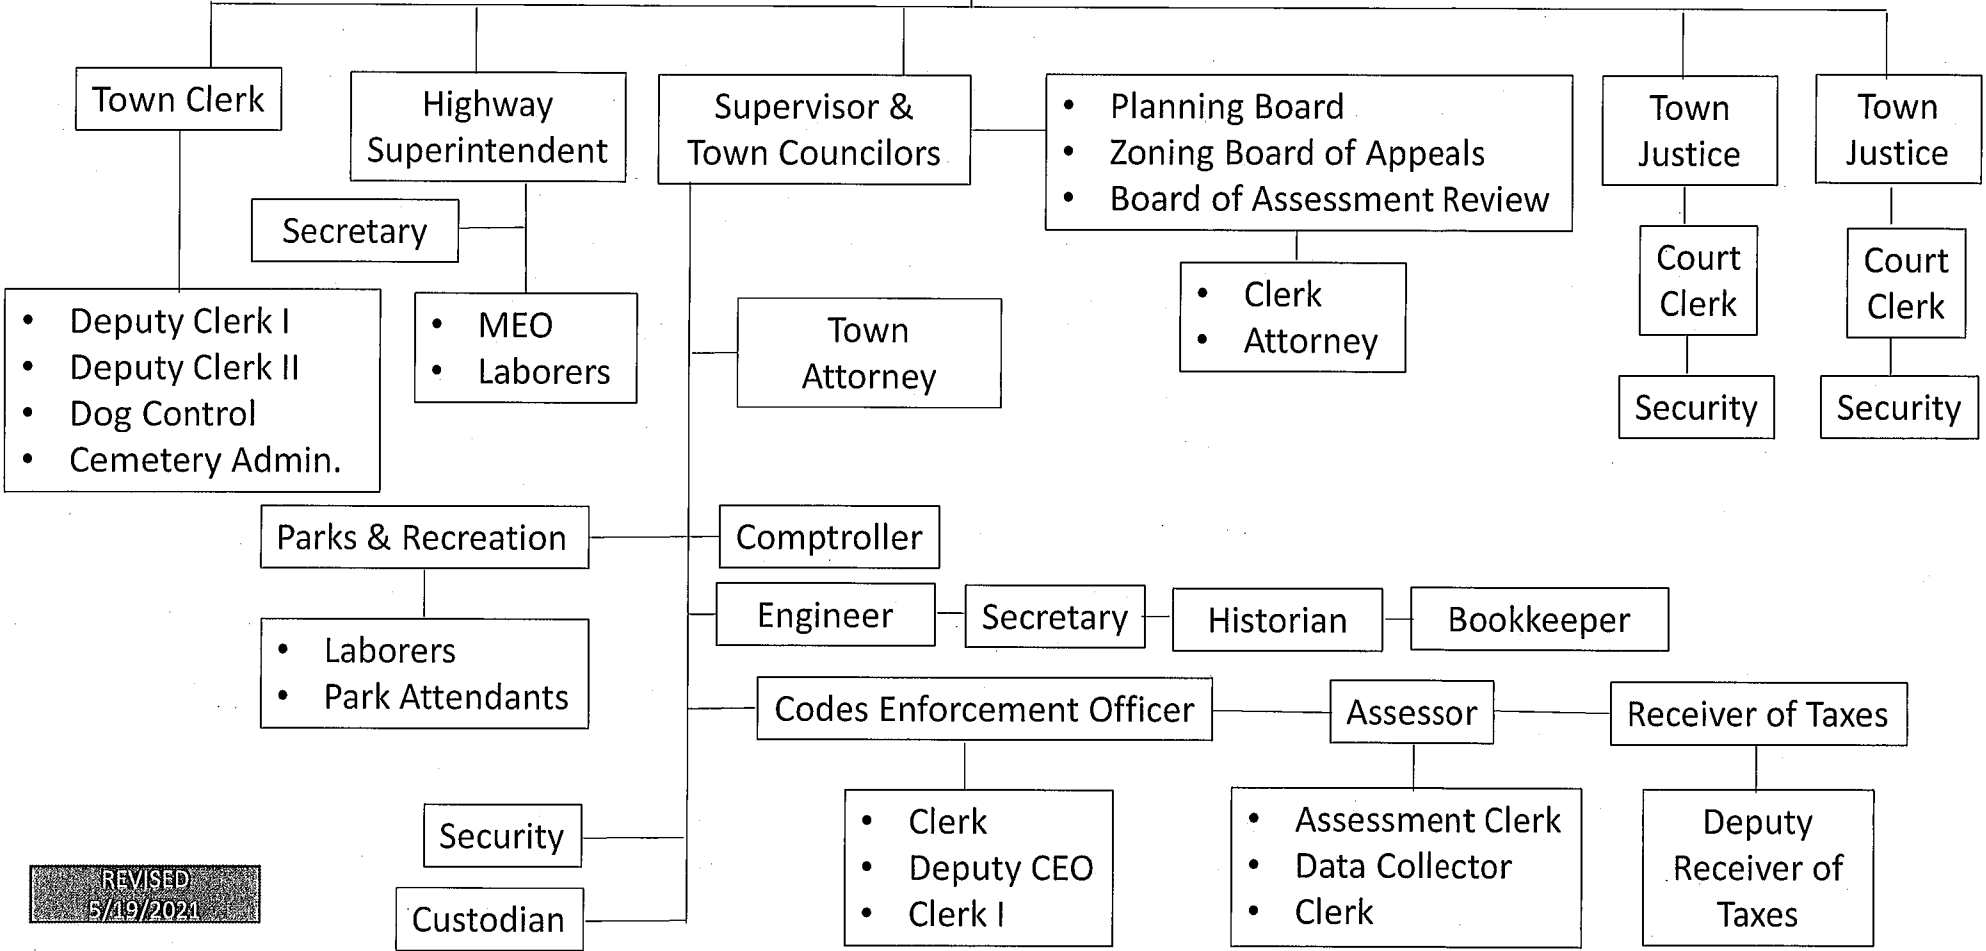 Town Clerk
Highway
Superintendent
Supervisor &
Town Councilors
• Planning Board
• Zoning Board of Appeals
• Board of Assessment Review
Town
Justice
Town
Justice
Secretary
Court
Clerk
Court
Clerk
• Deputy Clerk I
• Deputy Clerk II
• Dog Control
• Cemetery Admin.
• MEO
• Laborers
Town
Attorney
• Clerk
• Attorney
Security
Security
Parks & Recreation
Comptroller
Engineer
Secretary
Historian
Bookkeeper
• Laborers
• Park Attendants
Codes Enforcement Officer
Assessor
Receiver of Taxes
Security
Custodian
• Clerk
• Deputy CEO
• Clerk I
• Assessment Clerk
• Data Collector
• Clerk
Deputy
Receiver of
Taxes
REVISED
5/19/2021